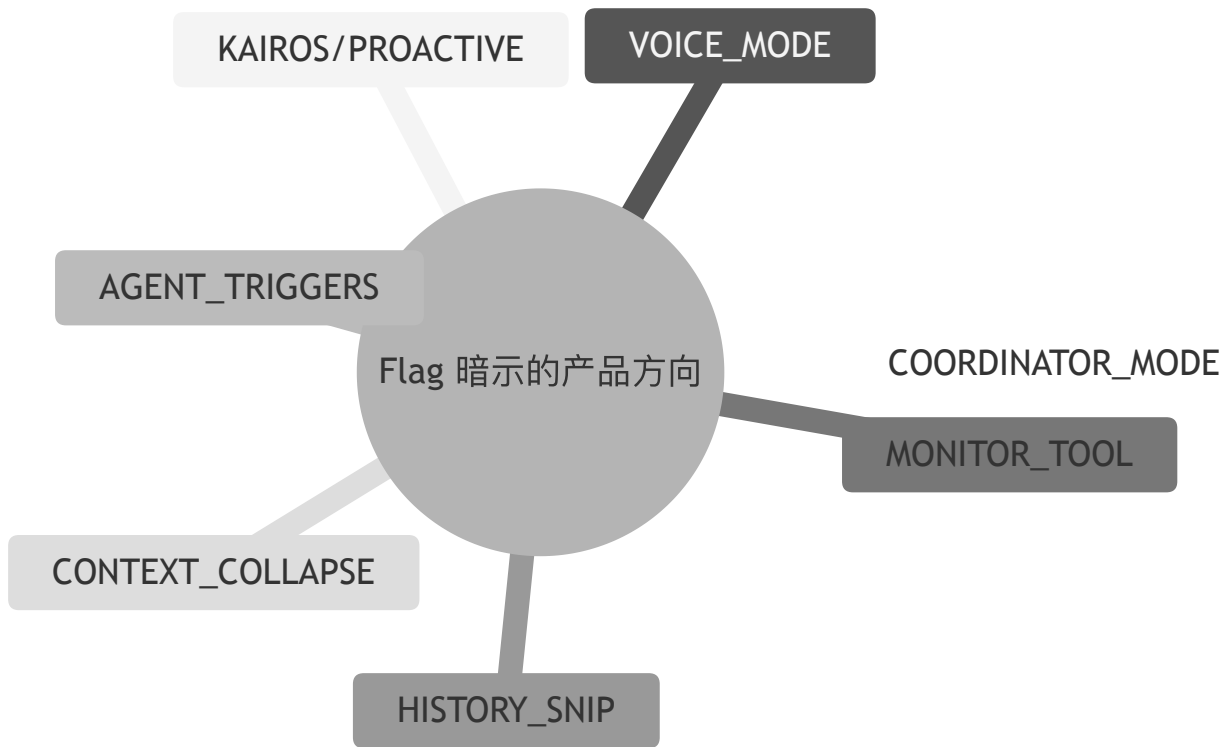 KAIROS/PROACTIVE
VOICE_MODE
AGENT_TRIGGERS
Flag 暗示的产品方向
COORDINATOR_MODE
MONITOR_TOOL
CONTEXT_COLLAPSE
HISTORY_SNIP